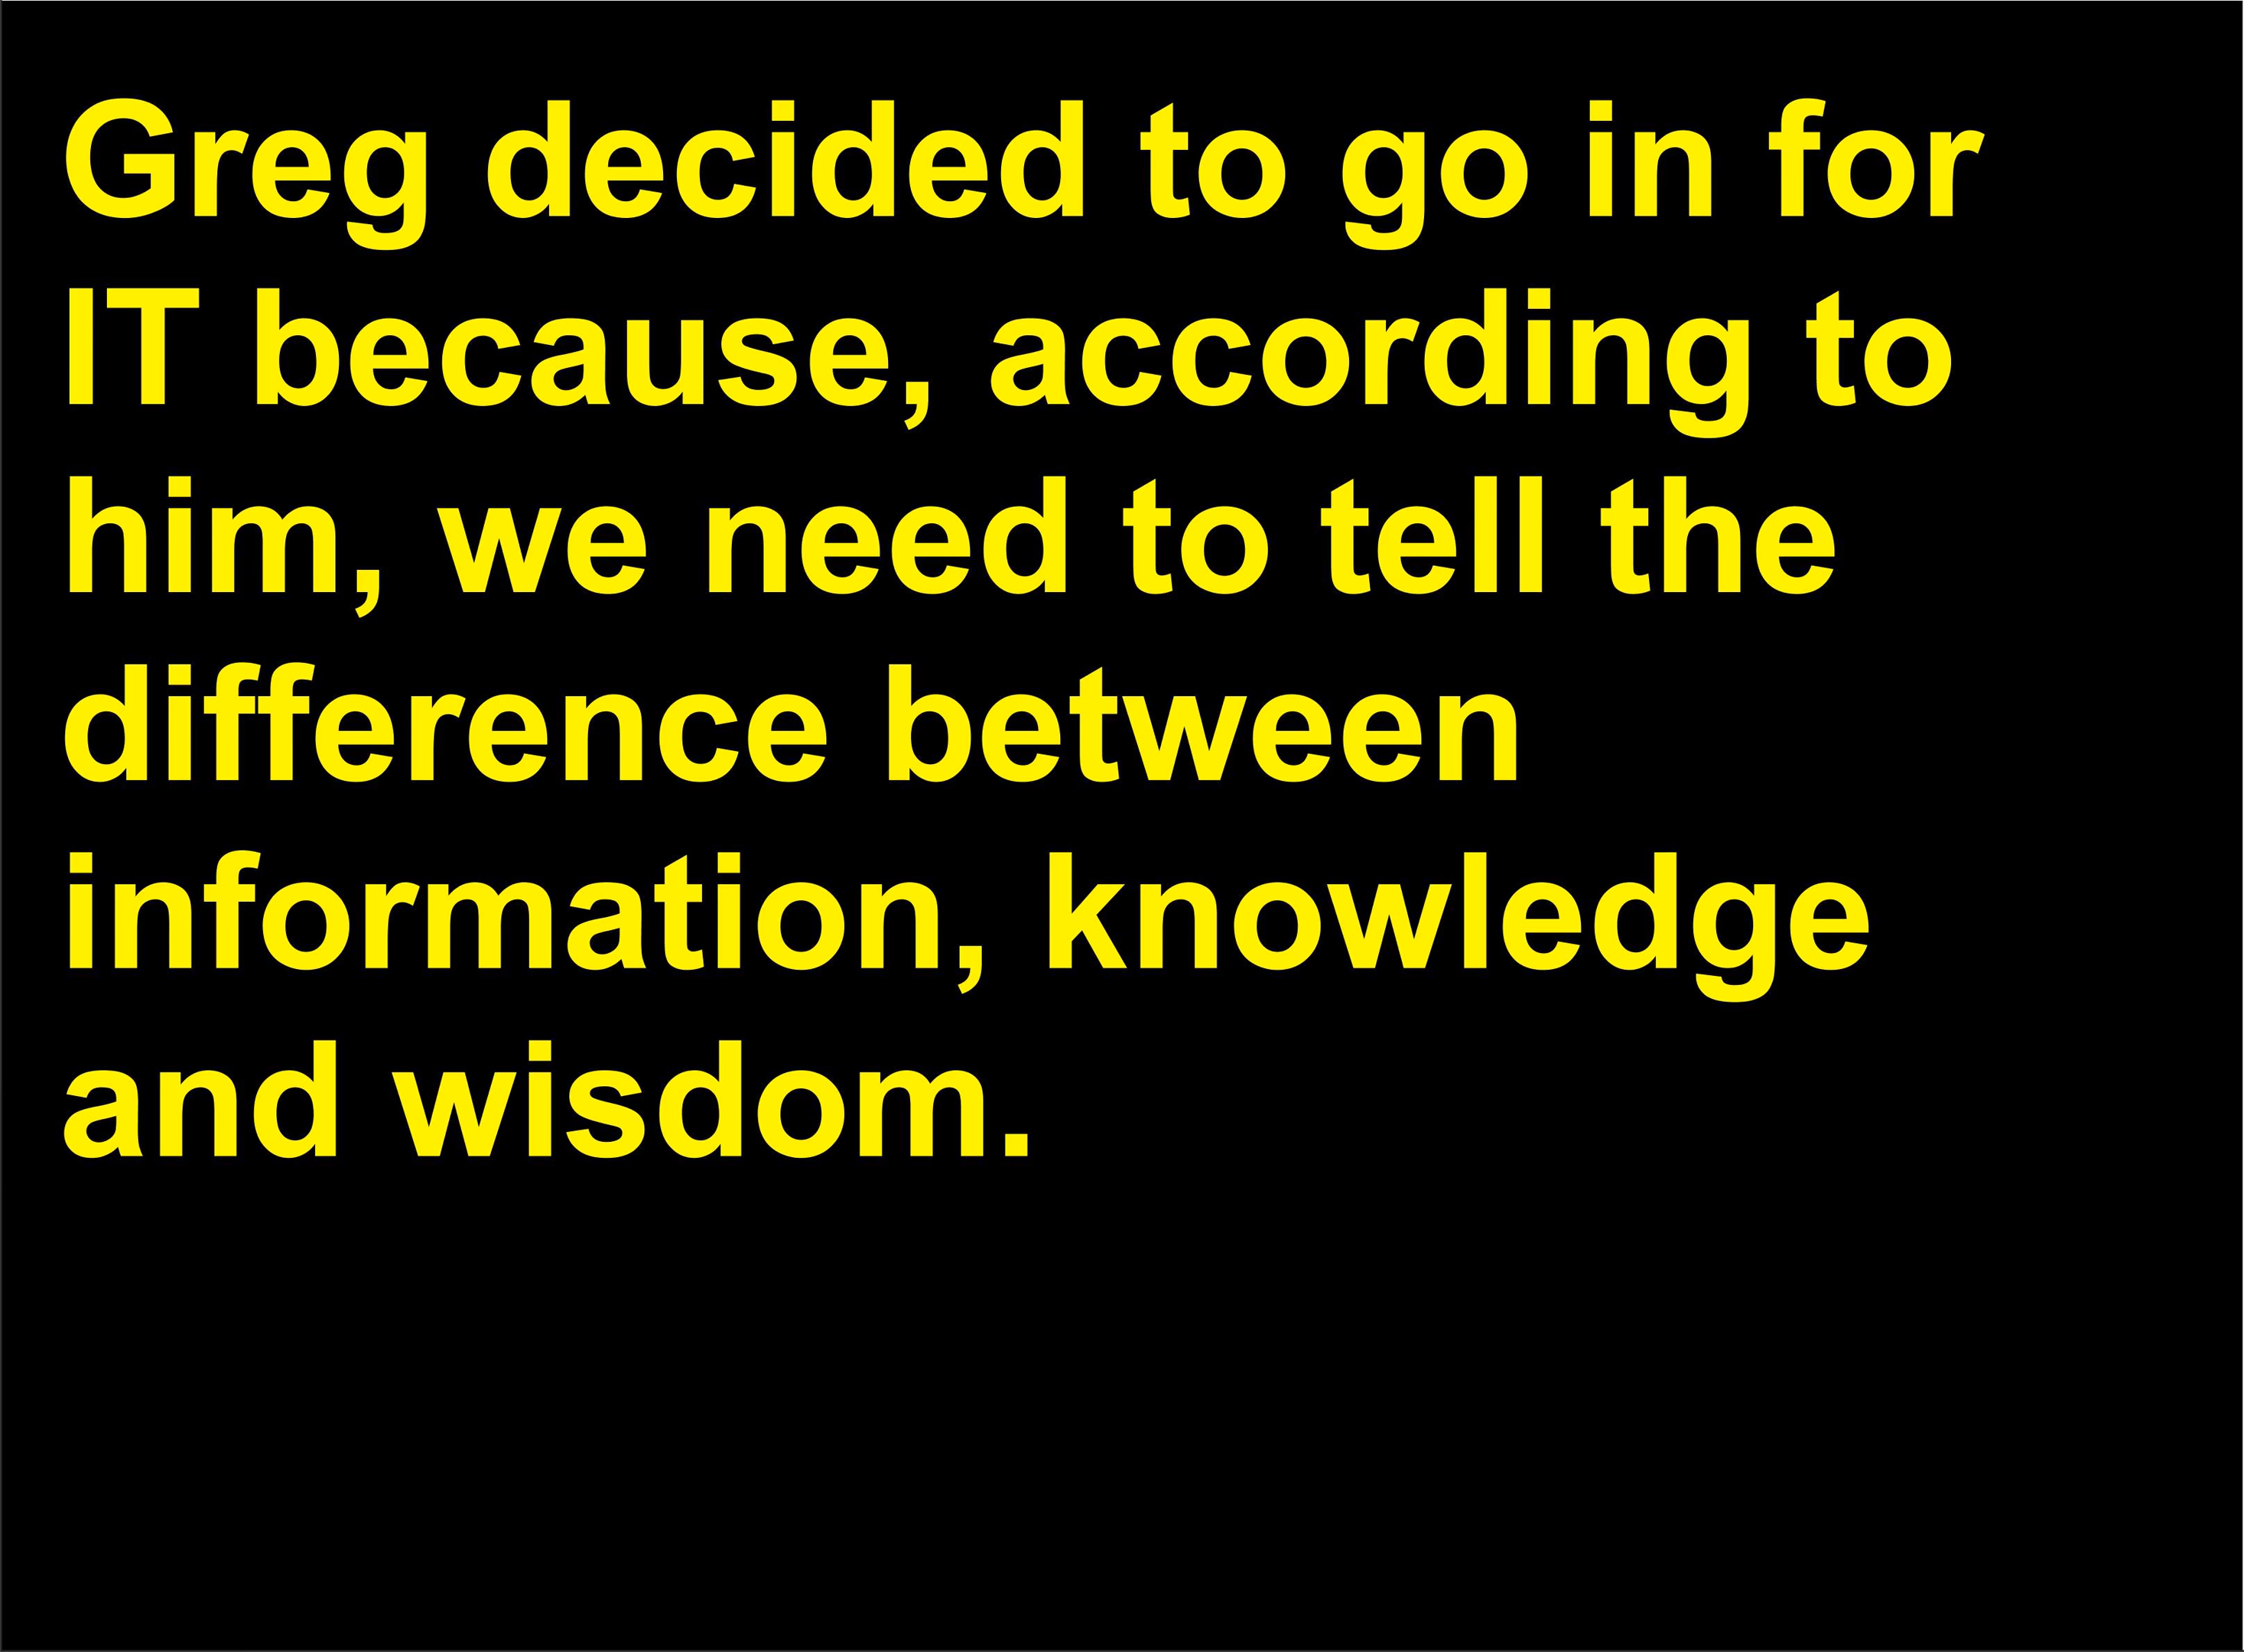 Greg decided to go in for
IT because, according to
him, we need to tell the
difference between
information, knowledge
and wisdom.